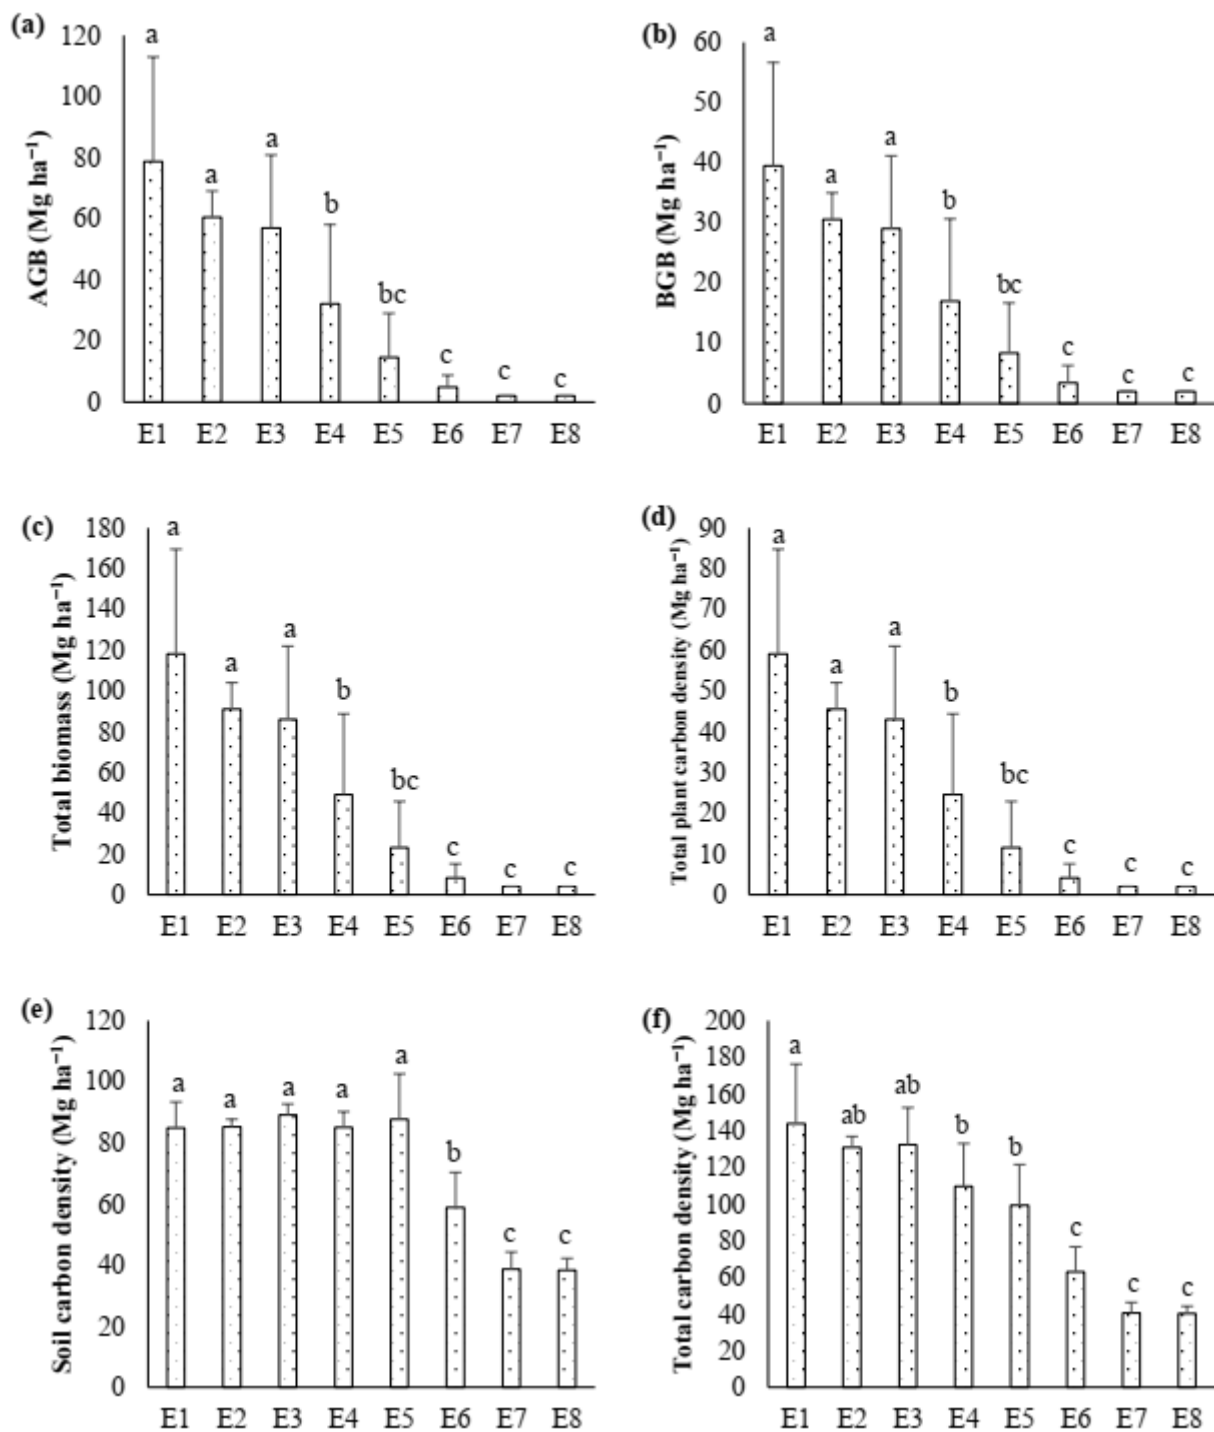 (a)
AGB (Mg ha⁻¹)
120
100
80
60
40
20
0
a
a
a
b
bc
c
c
c
E1 E2 E3 E4 E5 E6 E7 E8
(b)
BGB (Mg ha⁻¹)
60
50
40
30
20
10
0
a
a
a
b
bc
c
c
c
E1 E2 E3 E4 E5 E6 E7 E8
(c)
Total biomass (Mg ha⁻¹)
180
160
140
120
100
80
60
40
20
0
a
a
a
b
bc
c
c
c
E1 E2 E3 E4 E5 E6 E7 E8
(d)
Total plant carbon density (Mg ha⁻¹)
90
80
70
60
50
40
30
20
10
0
a
a
a
b
bc
c
c
c
E1 E2 E3 E4 E5 E6 E7 E8
(e)
Soil carbon density (Mg ha⁻¹)
120
100
80
60
40
20
0
a
a
a
a
a
b
c
c
E1 E2 E3 E4 E5 E6 E7 E8
(f)
Total carbon density (Mg ha⁻¹)
200
180
160
140
120
100
80
60
40
20
0
a
ab
ab
b
b
c
c
c
E1 E2 E3 E4 E5 E6 E7 E8